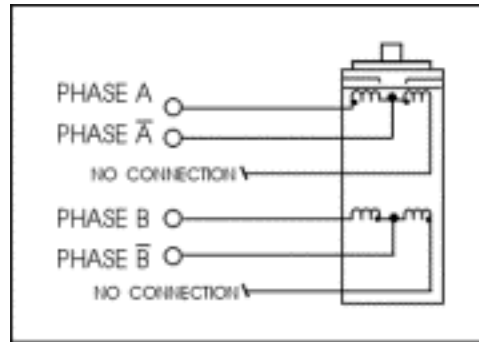 PHASE A
PHASE A̅
NO CONNECTION
PHASE B
PHASE B̅
NO CONNECTION